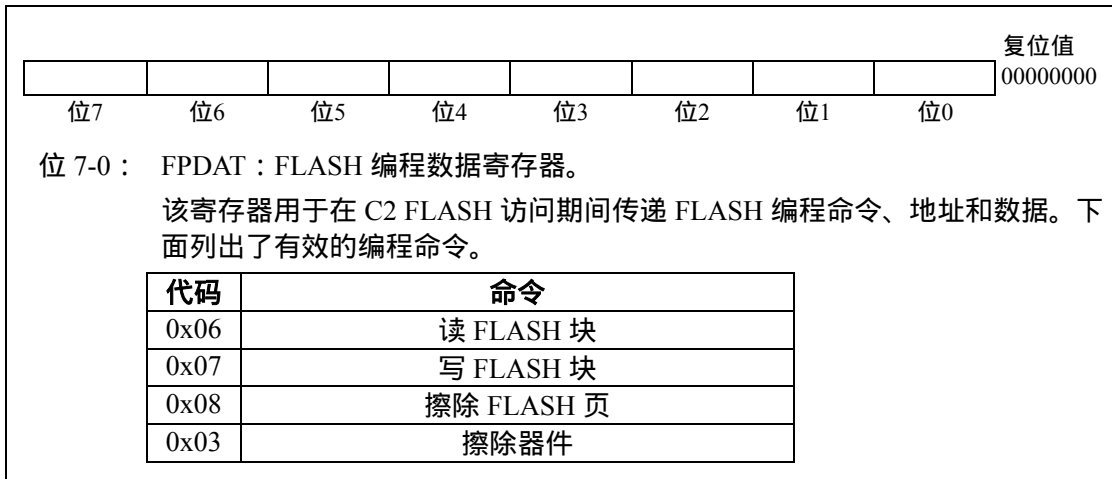 复位值
00000000
位7 位6 位5 位4 位3 位2 位1 位0
位 7-0： FPDAT：FLASH 编程数据寄存器。
该寄存器用于在 C2 FLASH 访问期间传递 FLASH 编程命令、地址和数据。下
面列出了有效的编程命令。
代码 命令
0x06 读 FLASH 块
0x07 写 FLASH 块
0x08 擦除 FLASH 页
0x03 擦除器件